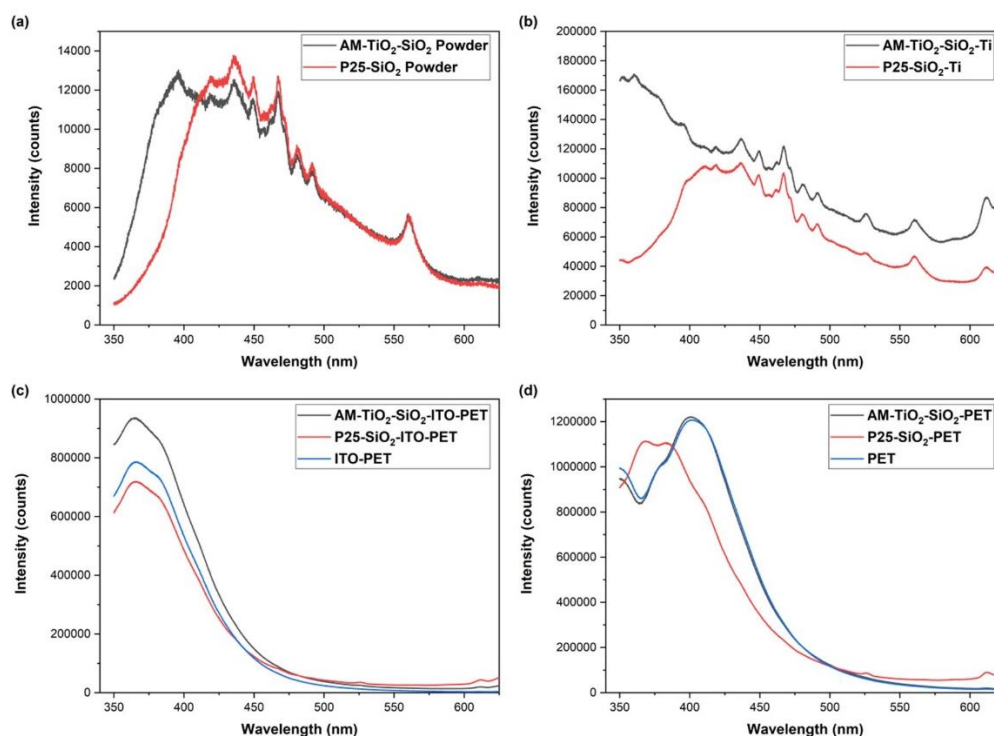 (a)
AM-TiO₂-SiO₂ Powder
P25-SiO₂ Powder
Intensity (counts)
14000
12000
10000
8000
6000
4000
2000
0
350 400 450 500 550 600
Wavelength (nm)
(b)
AM-TiO₂-SiO₂-Ti
P25-SiO₂-Ti
Intensity (counts)
200000
180000
160000
140000
120000
100000
80000
60000
40000
20000
0
350 400 450 500 550 600
Wavelength (nm)
(c)
AM-TiO₂-SiO₂-ITO-PET
P25-SiO₂-ITO-PET
ITO-PET
Intensity (counts)
1000000
800000
600000
400000
200000
0
350 400 450 500 550 600
Wavelength (nm)
(d)
AM-TiO₂-SiO₂-PET
P25-SiO₂-PET
PET
Intensity (counts)
1200000
1000000
800000
600000
400000
200000
0
350 400 450 500 550 600
Wavelength (nm)